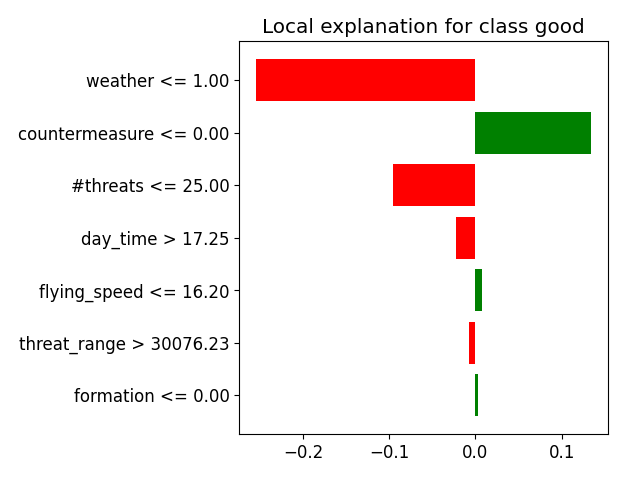 Local explanation for class good
weather <= 1.00
countermeasure <= 0.00
#threats <= 25.00
day_time > 17.25
flying_speed <= 16.20
threat_range > 30076.23
formation <= 0.00
−0.2 −0.1 0.0 0.1